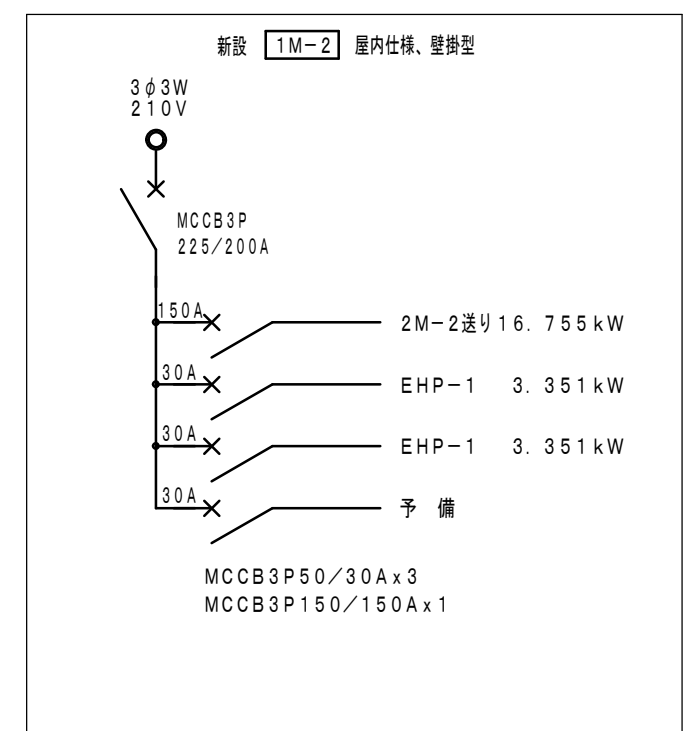 新設 1M-2 屋内仕様、壁掛型
3φ3W
210V
MCCB3P
225/200A
150A 2M-2送り16.755kW
30A EHP-1 3.351kW
30A EHP-1 3.351kW
30A 予備
MCCB3P50/30Ax3
MCCB3P150/150Ax1